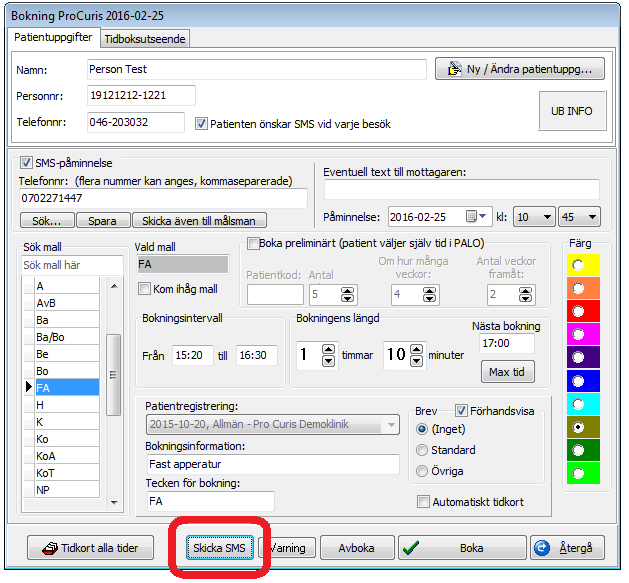 Bokning ProCuris 2016-02-25
Patientuppgifter Tidboksutseende
Namn: Person Test Ny / Ändra patientuppg...
Personnr: 19121212-1221
UB INFO
Telefonnr: 046-203032 Patienten önskar SMS vid varje besök
SMS-påminnelse
Telefonnr: (flera nummer kan anges, kommaseparerade)
0702271447
Sök... Spara Skicka även till målsman
Eventuell text till mottagaren:
Påminnelse: 2016-02-25 kl: 10 45
Sök mall
Sök mall här
A
AvB
Ba
Ba/Bo
Be
Bo
FA
H
K
Ko
KoA
KoT
NP
Vald mall
FA
Kom ihåg mall
Boka preliminärt (patient väljer själv tid i PALO)
Patientkod: Antal Om hur många veckor: Antal veckor framåt:
5 4 2
Färg
Bokningsintervall
Från 15:20 till 16:30
Bokningens längd
1 timmar 10 minuter
Nästa bokning
17:00
Max tid
Patientregistrering:
2015-10-20, Allmän - Pro Curis Demoklinik
Bokningsinformation:
Fast apperatur
Tecken för bokning:
FA
Brev Förhandsvisa
(Inget)
Standard
Övriga
Automatiskt tidkort
Tidkort alla tider Skicka SMS Varning Avboka Boka Återgå